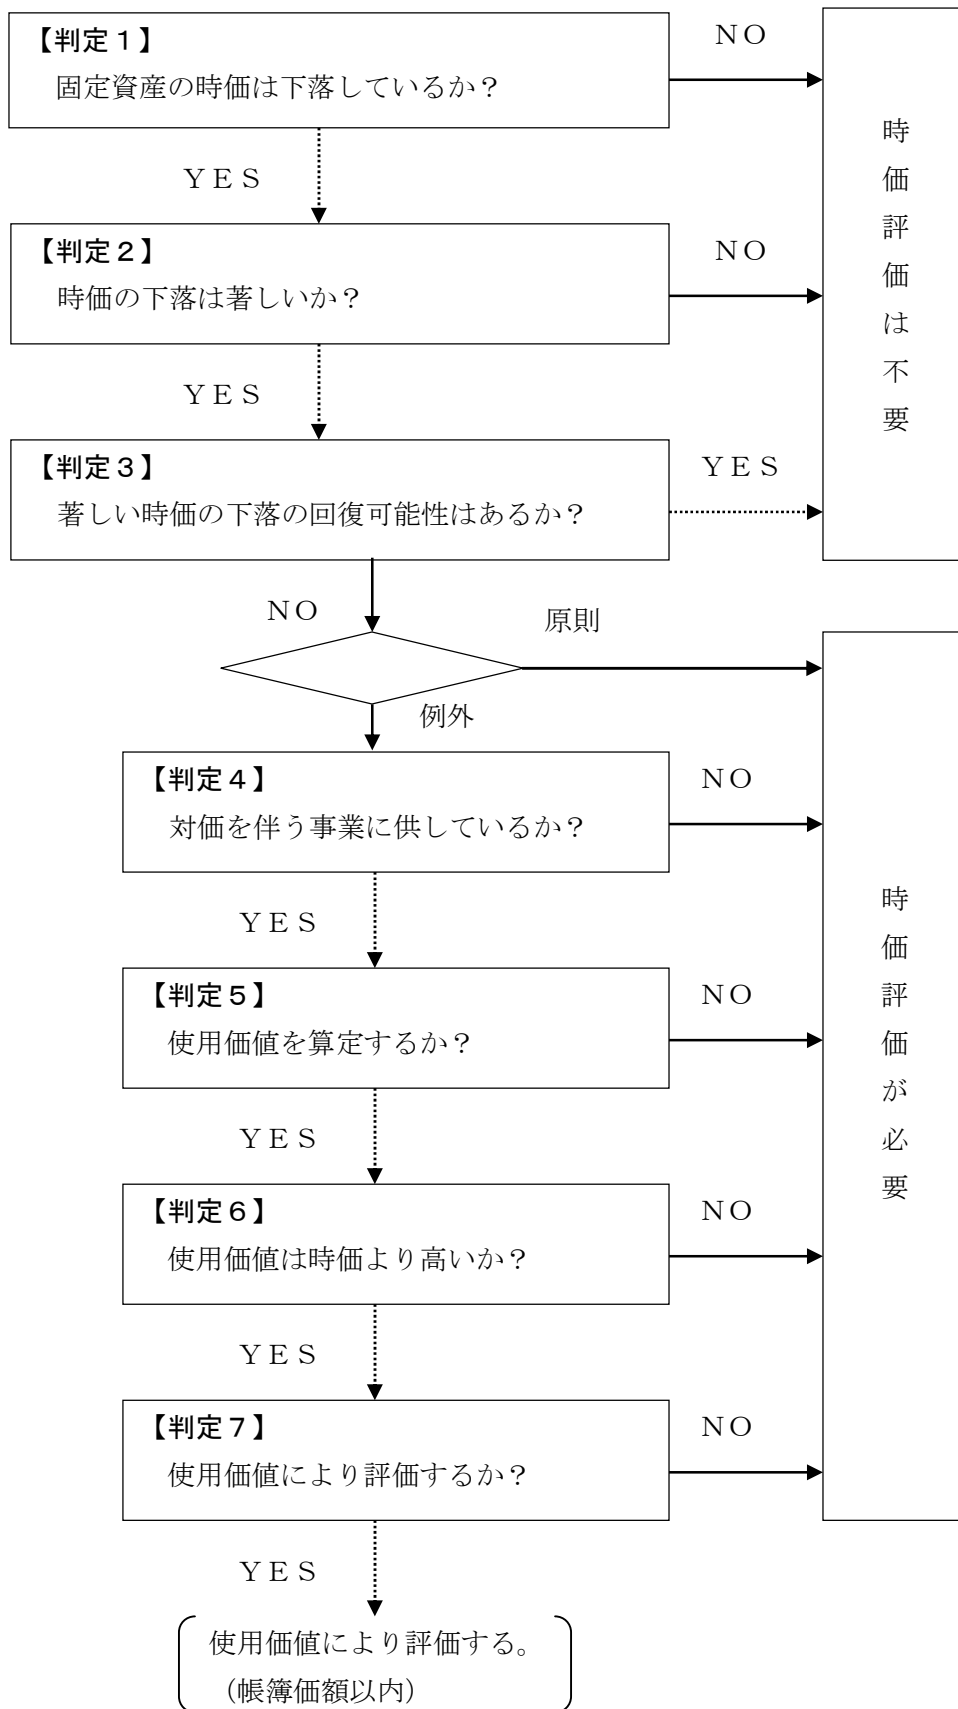 【判定１】
固定資産の時価は下落しているか？
ＮＯ
ＹＥＳ
【判定２】
時価の下落は著しいか？
ＮＯ
ＹＥＳ
【判定３】
著しい時価の下落の回復可能性はあるか？
ＹＥＳ
時価評価は不要
ＮＯ
原則
例外
【判定４】
対価を伴う事業に供しているか？
ＮＯ
ＹＥＳ
【判定５】
使用価値を算定するか？
ＮＯ
ＹＥＳ
【判定６】
使用価値は時価より高いか？
ＮＯ
ＹＥＳ
【判定７】
使用価値により評価するか？
ＮＯ
時価評価が必要
ＹＥＳ
使用価値により評価する。
（帳簿価額以内）